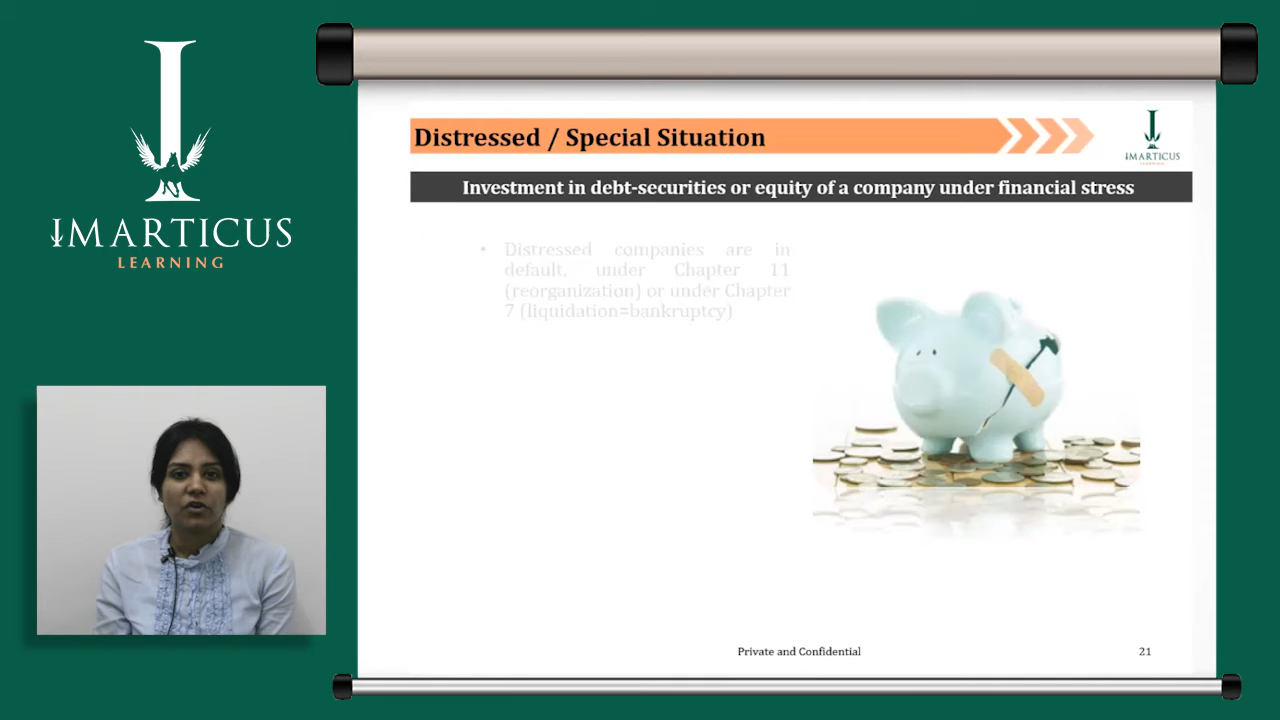 IMARTICUS
LEARNING
Distressed / Special Situation
IMARTICUS
LEARNING
Investment in debt-securities or equity of a company under financial stress
• Distressed companies are in
default, under Chapter 11
(reorganization) or under Chapter
7 (liquidation=bankruptcy)
Private and Confidential
21